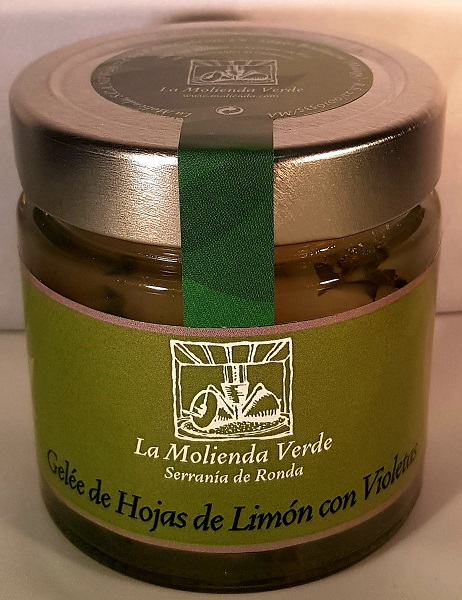 La Molienda Verde
www.molienda.com
La Molienda Verde
Serranía de Ronda
Gelée de Hojas de Limón con Violetas